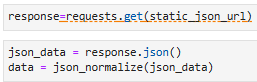 response=requests.get(static_json_url)
json_data = response.json()
data = json_normalize(json_data)